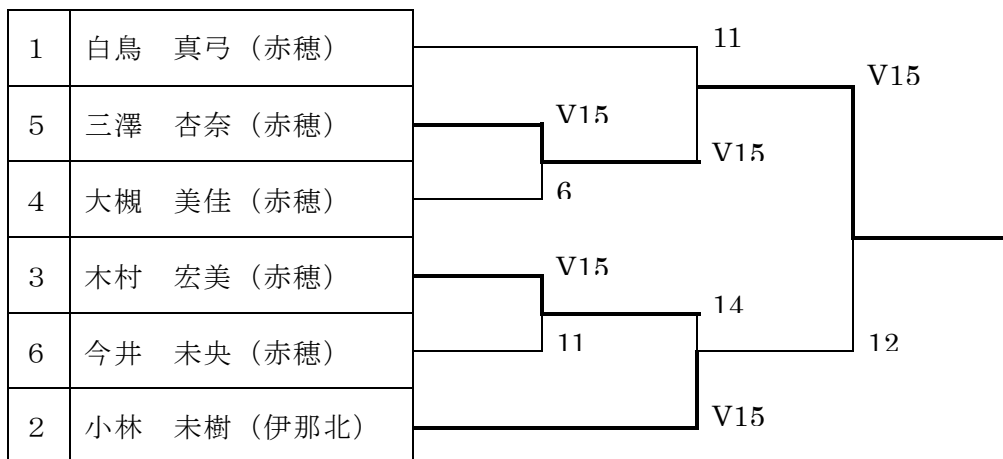 1 白鳥　真弓（赤穂）
11
V15
5 三澤　杏奈（赤穂）
V15
V15
4 大槻　美佳（赤穂）
6
3 木村　宏美（赤穂）
V15
14
6 今井　未央（赤穂）
11
12
2 小林　未樹（伊那北）
V15